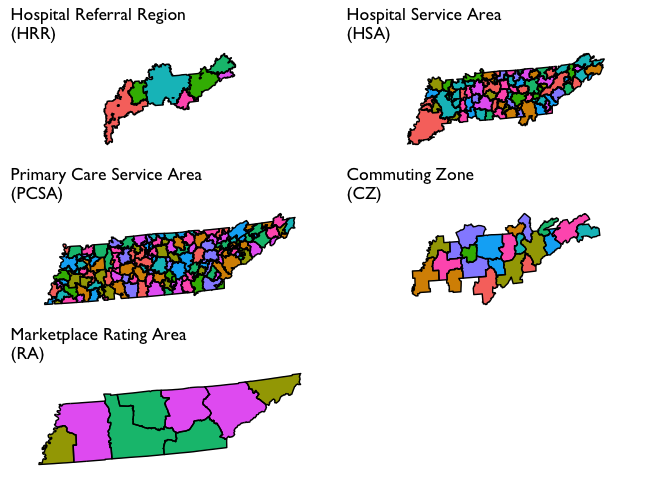 Hospital Referral Region
(HRR)
Hospital Service Area
(HSA)
Primary Care Service Area
(PCSA)
Commuting Zone
(CZ)
Marketplace Rating Area
(RA)